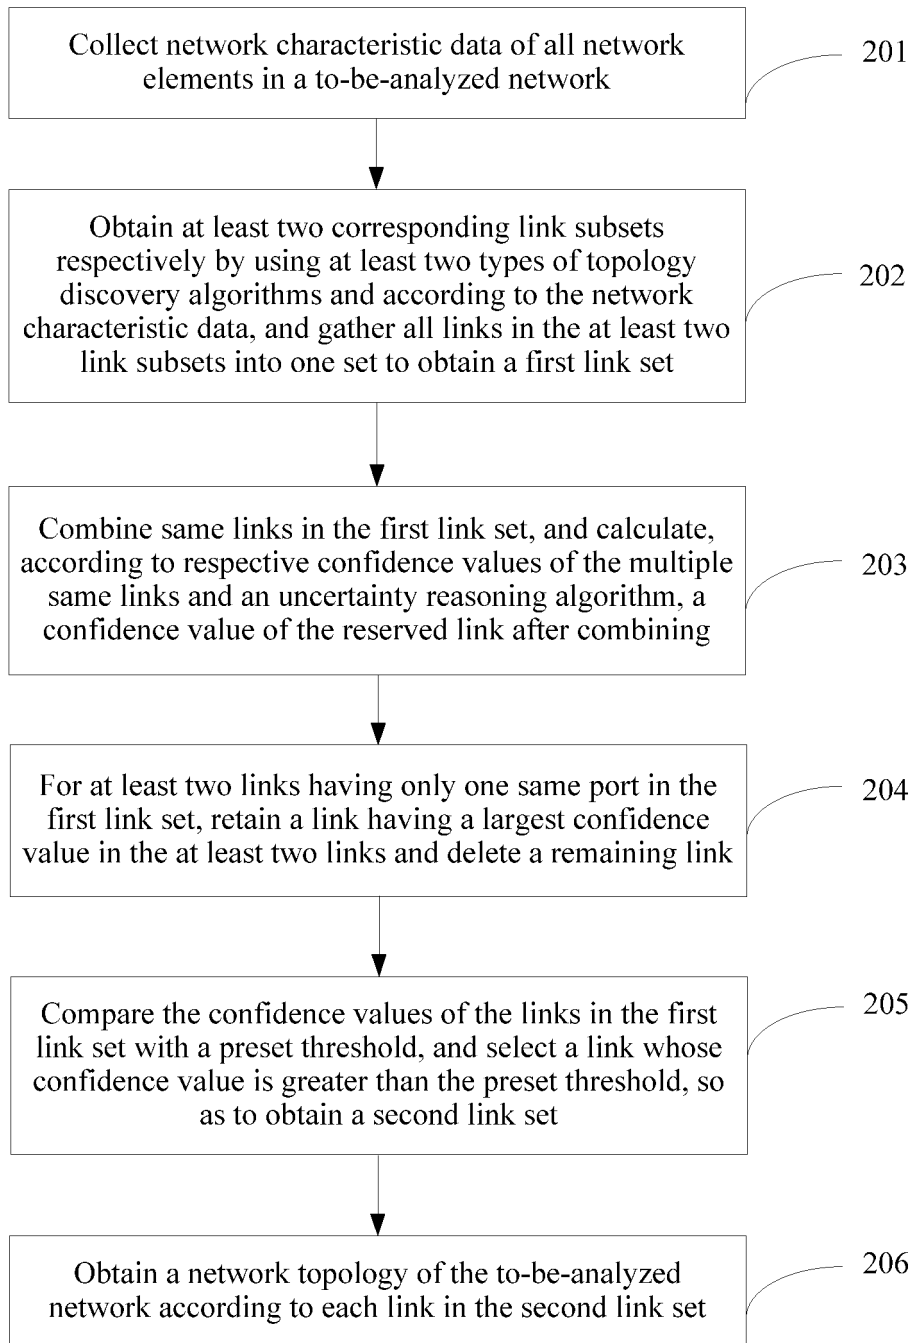 Collect network characteristic data of all network
elements in a to-be-analyzed network
201
Obtain at least two corresponding link subsets
respectively by using at least two types of topology
discovery algorithms and according to the network
characteristic data, and gather all links in the at least two
link subsets into one set to obtain a first link set
202
Combine same links in the first link set, and calculate,
according to respective confidence values of the multiple
same links and an uncertainty reasoning algorithm, a
confidence value of the reserved link after combining
203
For at least two links having only one same port in the
first link set, retain a link having a largest confidence
value in the at least two links and delete a remaining link
204
Compare the confidence values of the links in the first
link set with a preset threshold, and select a link whose
confidence value is greater than the preset threshold, so
as to obtain a second link set
205
Obtain a network topology of the to-be-analyzed
network according to each link in the second link set
206